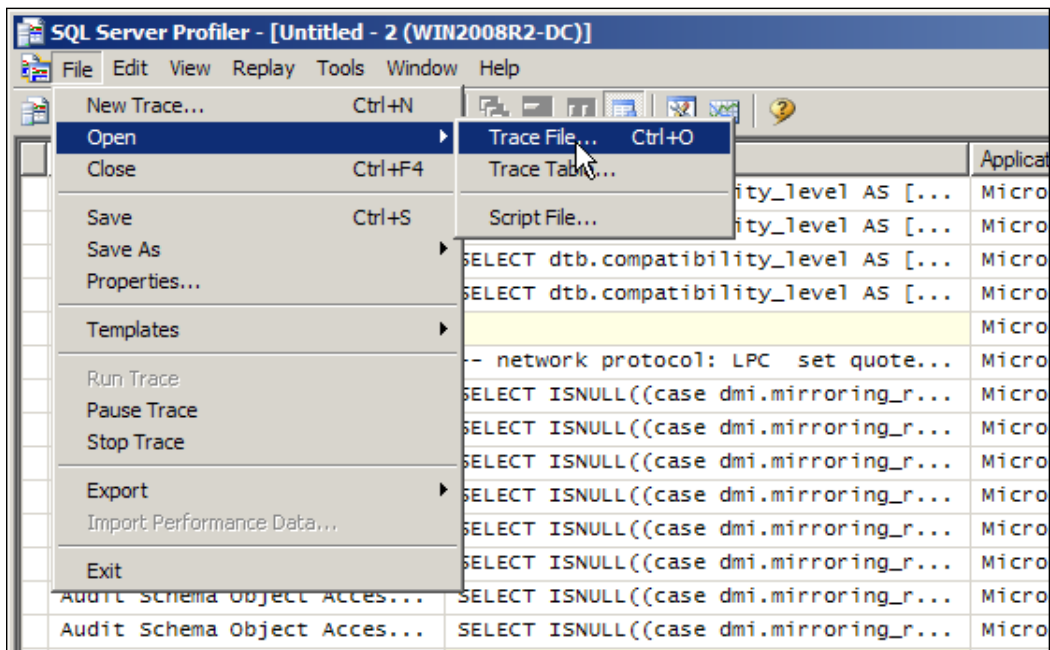 SQL Server Profiler - [Untitled - 2 (WIN2008R2-DC)]
File Edit View Replay Tools Window Help
New Trace... Ctrl+N
Open Trace File... Ctrl+O
Applicat
Close Ctrl+F4 Trace Table...
ity_level AS [... Micro
Save Ctrl+S Script File... ity_level AS [... Micro
Save As SELECT dtb.compatibility_level AS [... Micro
Properties... SELECT dtb.compatibility_level AS [... Micro
Templates Micro
-- network protocol: LPC set quote... Micro
Run Trace SELECT ISNULL((case dmi.mirroring_r... Micro
Pause Trace SELECT ISNULL((case dmi.mirroring_r... Micro
Stop Trace SELECT ISNULL((case dmi.mirroring_r... Micro
Export SELECT ISNULL((case dmi.mirroring_r... Micro
Import Performance Data... SELECT ISNULL((case dmi.mirroring_r... Micro
Exit SELECT ISNULL((case dmi.mirroring_r... Micro
Audit Schema Object Acces... SELECT ISNULL((case dmi.mirroring_r... Micro
Audit Schema Object Acces... SELECT ISNULL((case dmi.mirroring_r... Micro